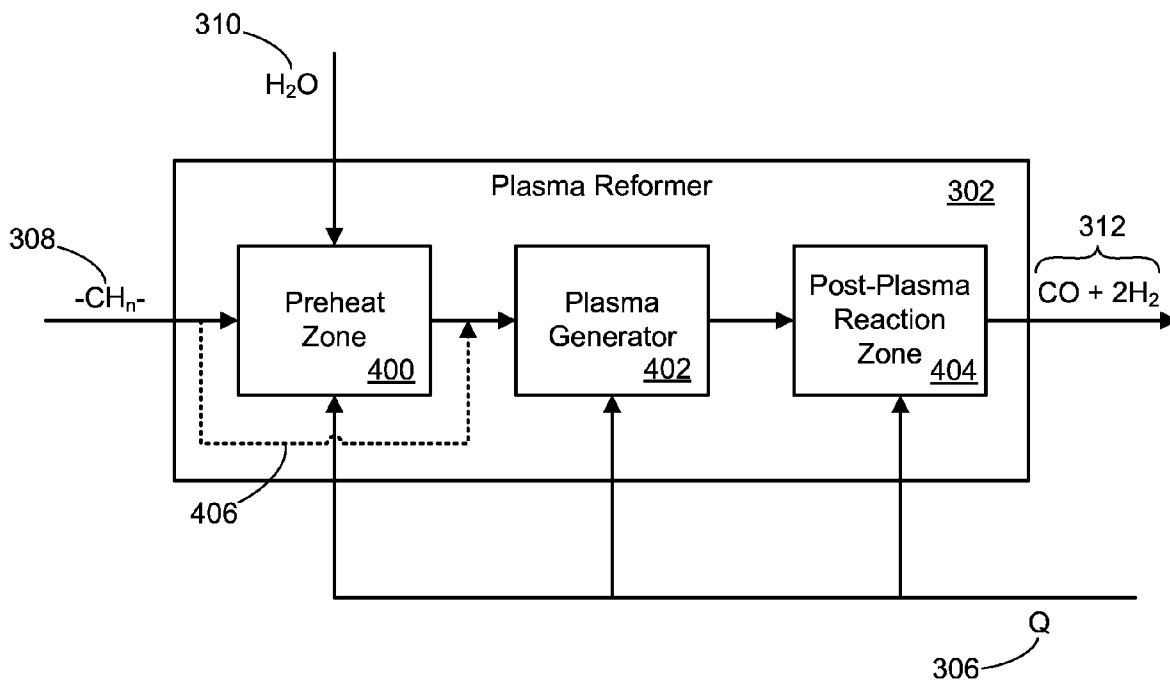 310
H₂O
Plasma Reformer
302
308
-CHₙ-
312
CO + 2H₂
Preheat
Zone
400
Plasma
Generator
402
Post-Plasma
Reaction
Zone
404
406
Q
306